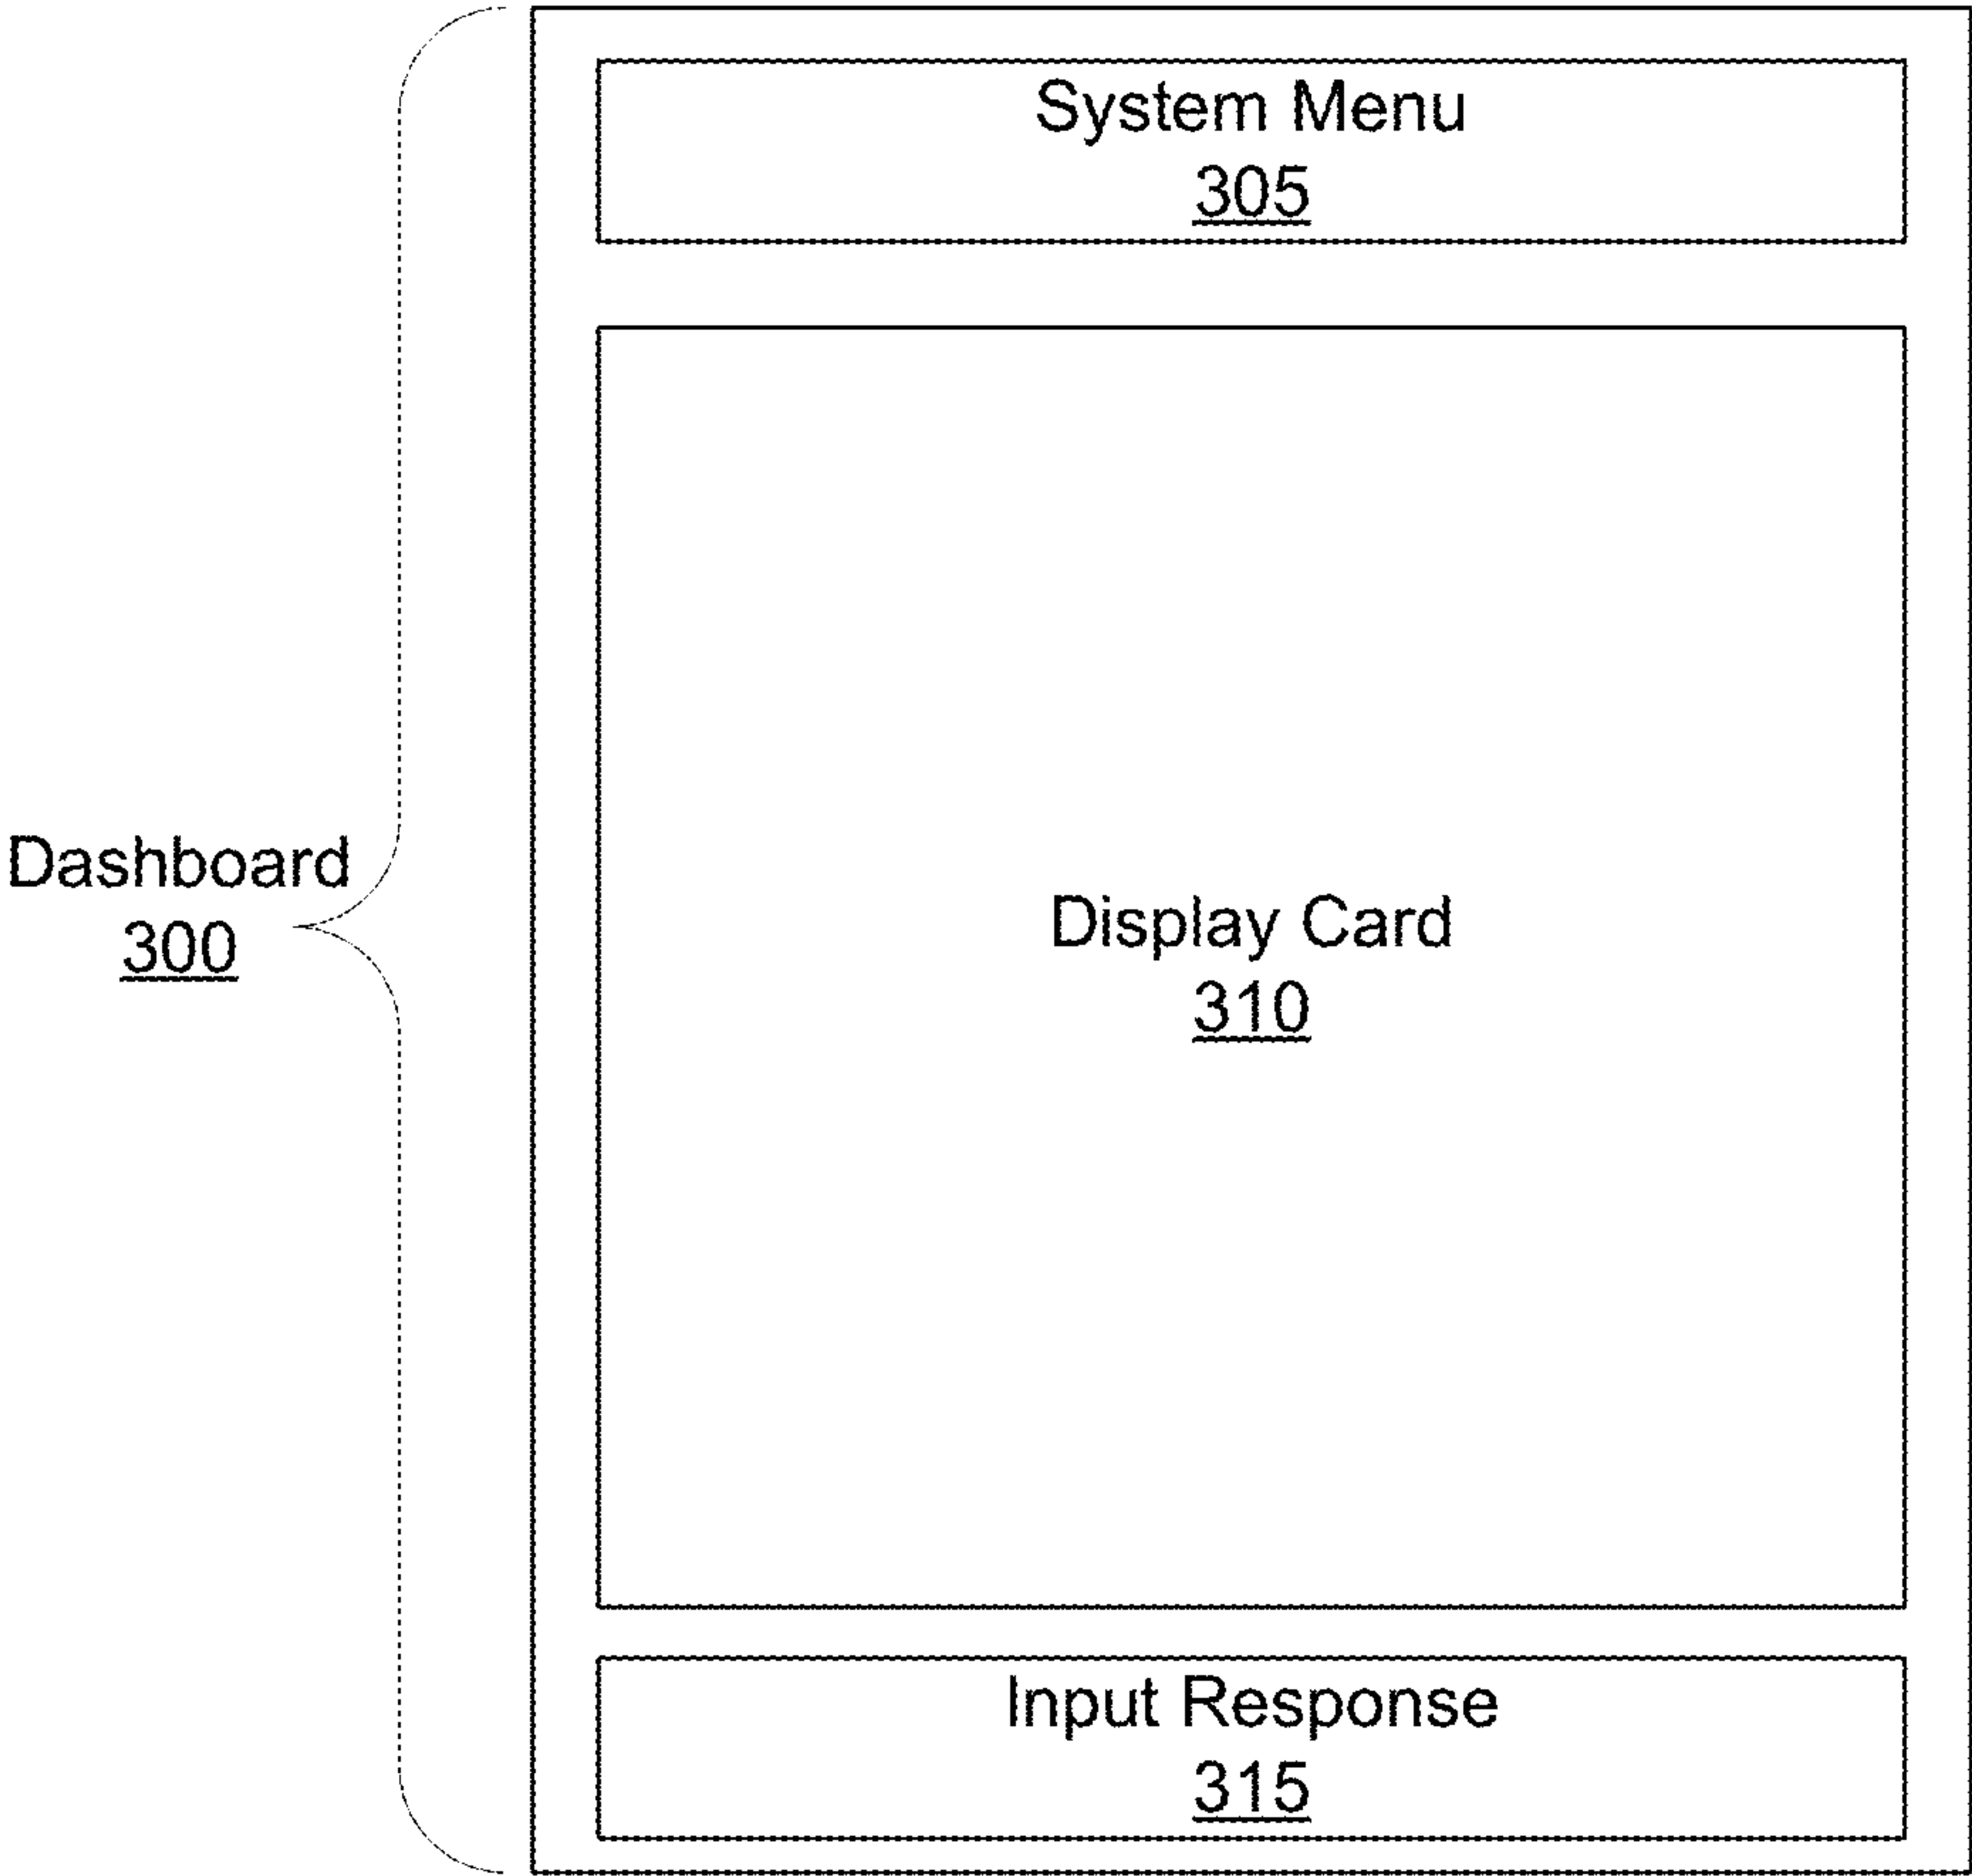 System Menu
305
Dashboard
300
Display Card
310
Input Response
315